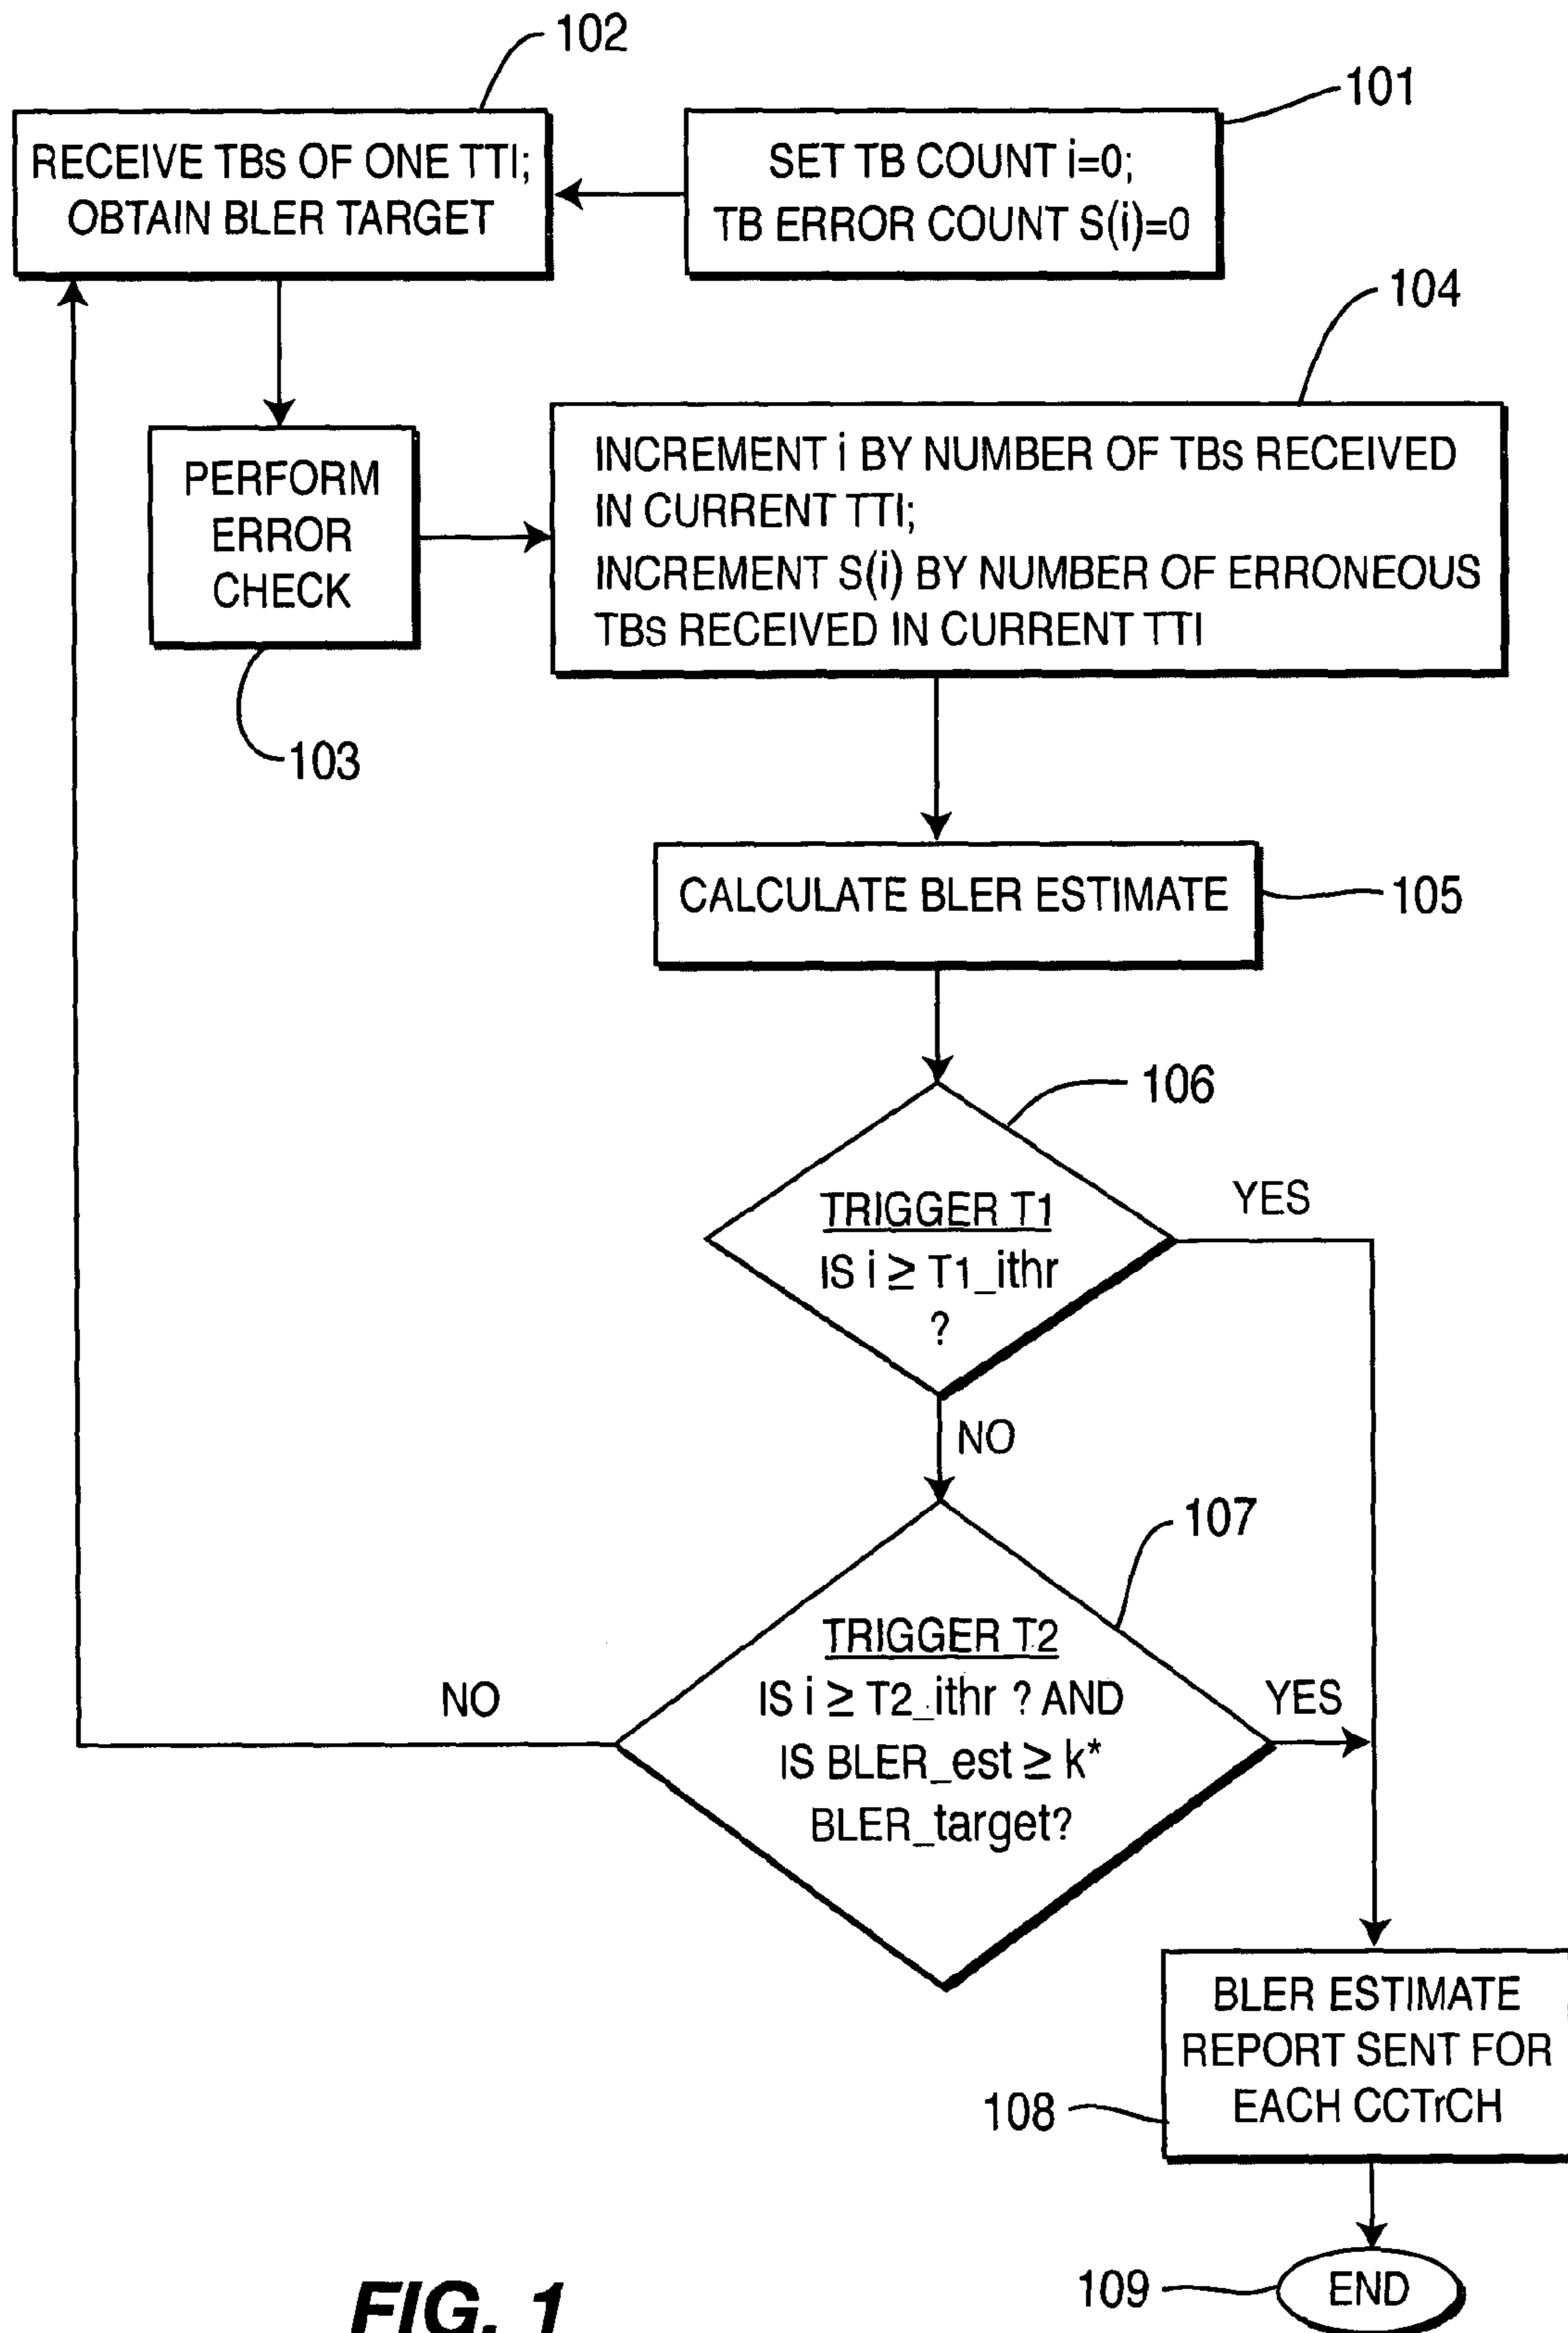 102
101
RECEIVE TBs OF ONE TTI;
OBTAIN BLER TARGET
SET TB COUNT i=0;
TB ERROR COUNT S(i)=0
104
PERFORM
ERROR
CHECK
INCREMENT i BY NUMBER OF TBs RECEIVED
IN CURRENT TTI;
INCREMENT S(i) BY NUMBER OF ERRONEOUS
TBs RECEIVED IN CURRENT TTI
103
CALCULATE BLER ESTIMATE
105
106
TRIGGER T1
IS i ≥ T1_ithr
?
YES
NO
107
TRIGGER T2
IS i ≥ T2_ithr ? AND
IS BLER_est ≥ k*
BLER_target?
NO
YES
BLER ESTIMATE
REPORT SENT FOR
EACH CCTrCH
108
109
END
FIG. 1